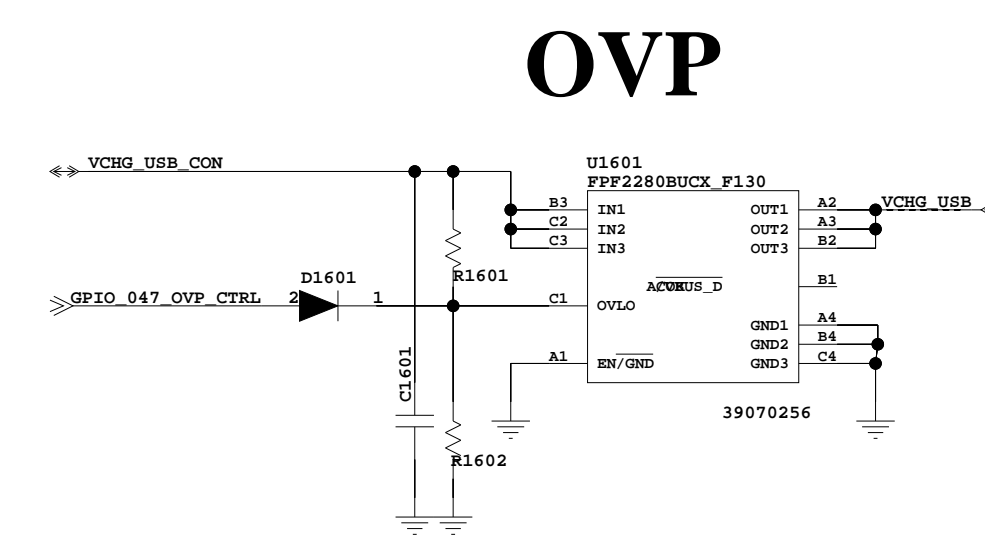 OVP
VCHG_USB_CON
U1601
FPF2280BUCX_F130
B3 IN1 OUT1 A2 VCHG_USB
C2 IN2 OUT2 A3
C3 IN3 OUT3 B2
R1601
D1601
B1
GPIO_047_OVP_CTRL 2 1 C1 OVLO
GND1 A4
GND2 B4
A1 EN/GND GND3 C4
C1601
39070256
R1602